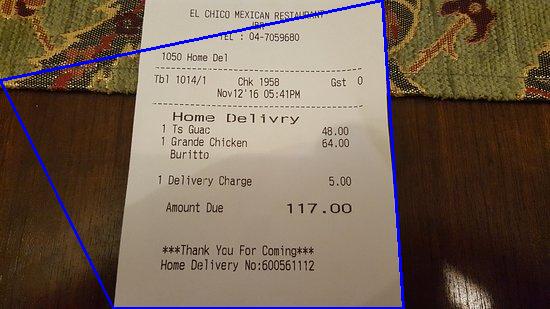 EL CHICO MEXICAN RESTAURANT
JBR
TEL : 04-7059680
1050 Home Del
Tbl 1014/1 Chk 1958 Gst 0
Nov12'16 05:41PM
Home Delivry
1 Ts Guac 48.00
1 Grande Chicken 64.00
Buritto
1 Delivery Charge 5.00
Amount Due 117.00
***Thank You For Coming***
Home Delivery No:600561112